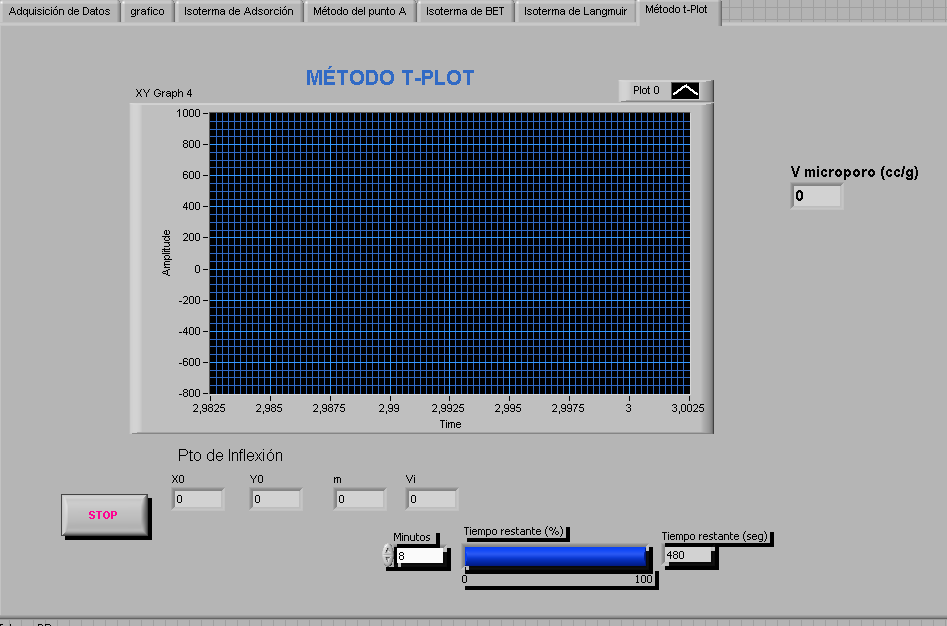 Adquisición de Datos
grafico
Isoterma de Adsorción
Método del punto A
Isoterma de BET
Isoterma de Langmuir
Método t-Plot
MÉTODO T-PLOT
XY Graph 4
Plot 0
1000
800
600
400
200
0
-200
-400
-600
-800
Amplitude
2,9825 2,985 2,9875 2,99 2,9925 2,995 2,9975 3 3,0025
Time
V microporo (cc/g)
0
Pto de Inflexión
X0 Y0 m Vi
0 0 0 0
STOP
Minutos
8
Tiempo restante (%)
0 100
Tiempo restante (seg)
480